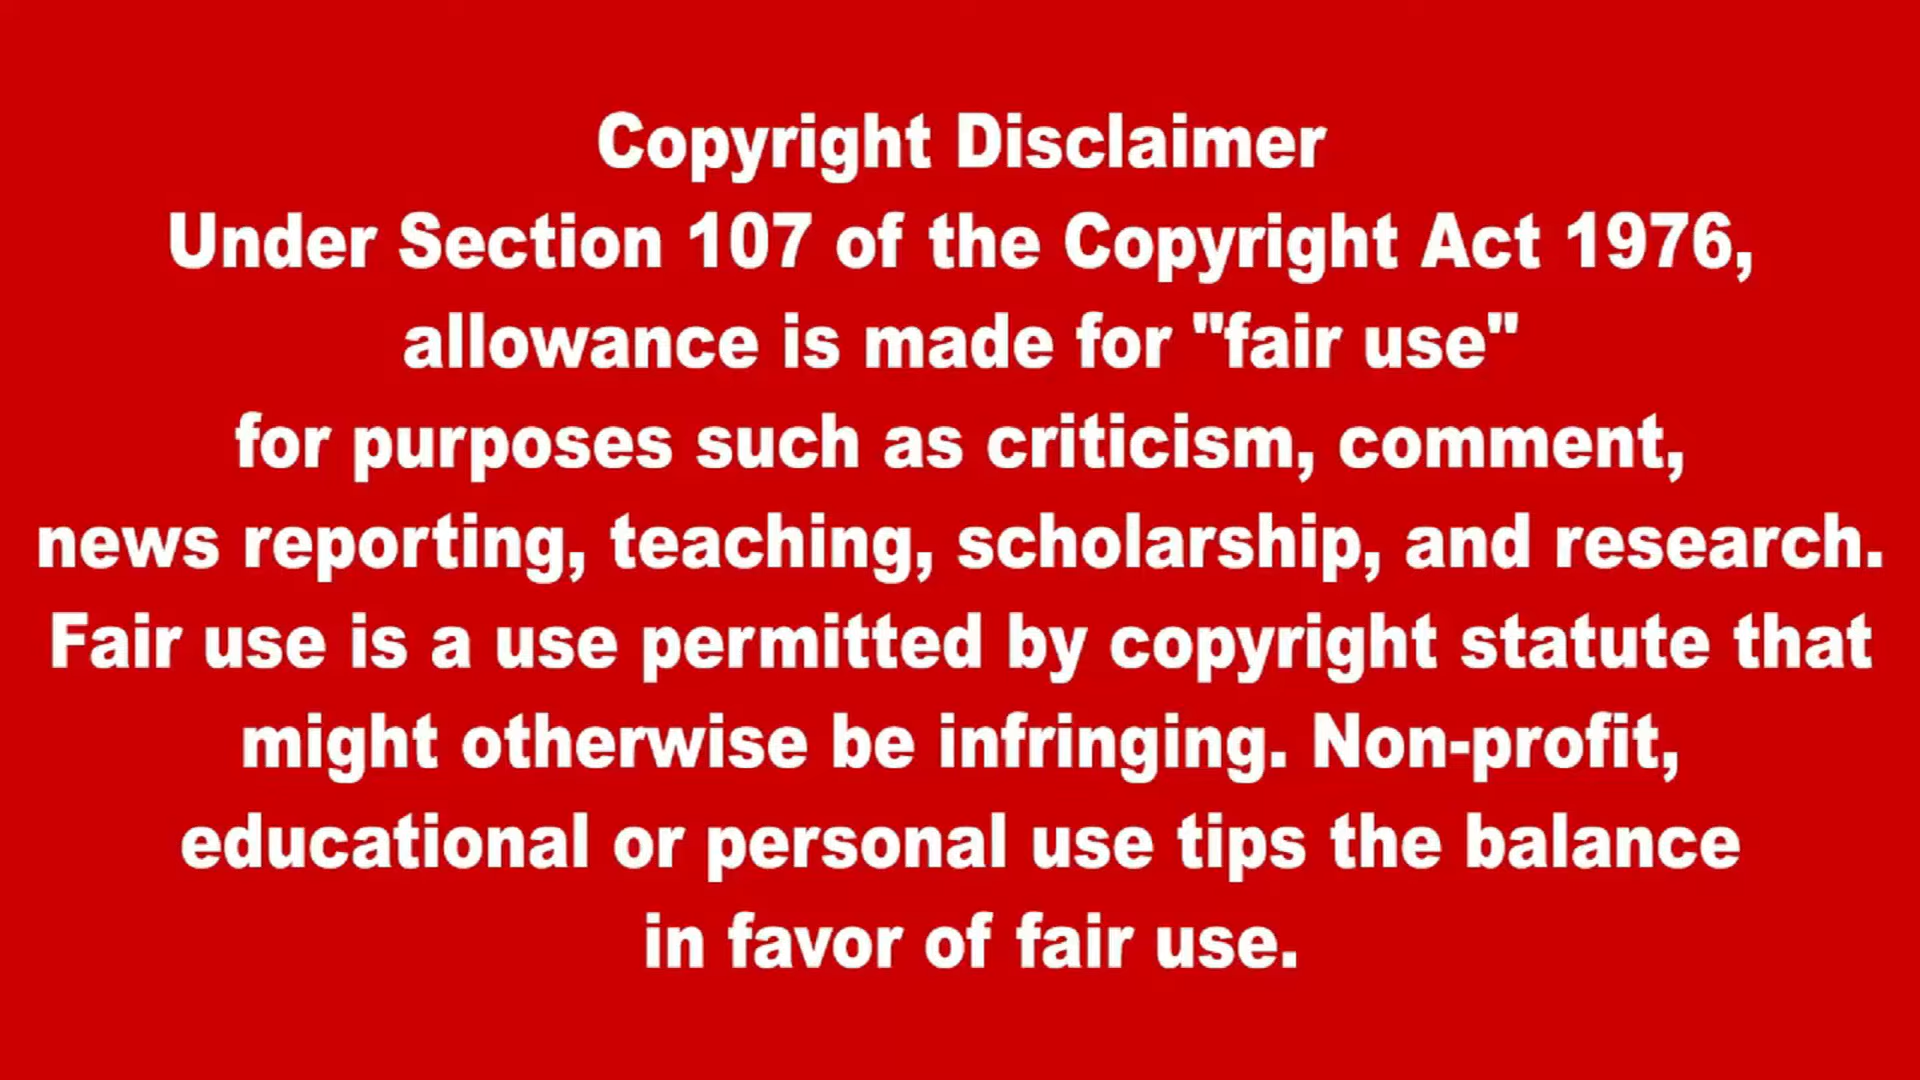 Copyright Disclaimer
Under Section 107 of the Copyright Act 1976,
allowance is made for "fair use"
for purposes such as criticism, comment,
news reporting, teaching, scholarship, and research.
Fair use is a use permitted by copyright statute that
might otherwise be infringing. Non-profit,
educational or personal use tips the balance
in favor of fair use.